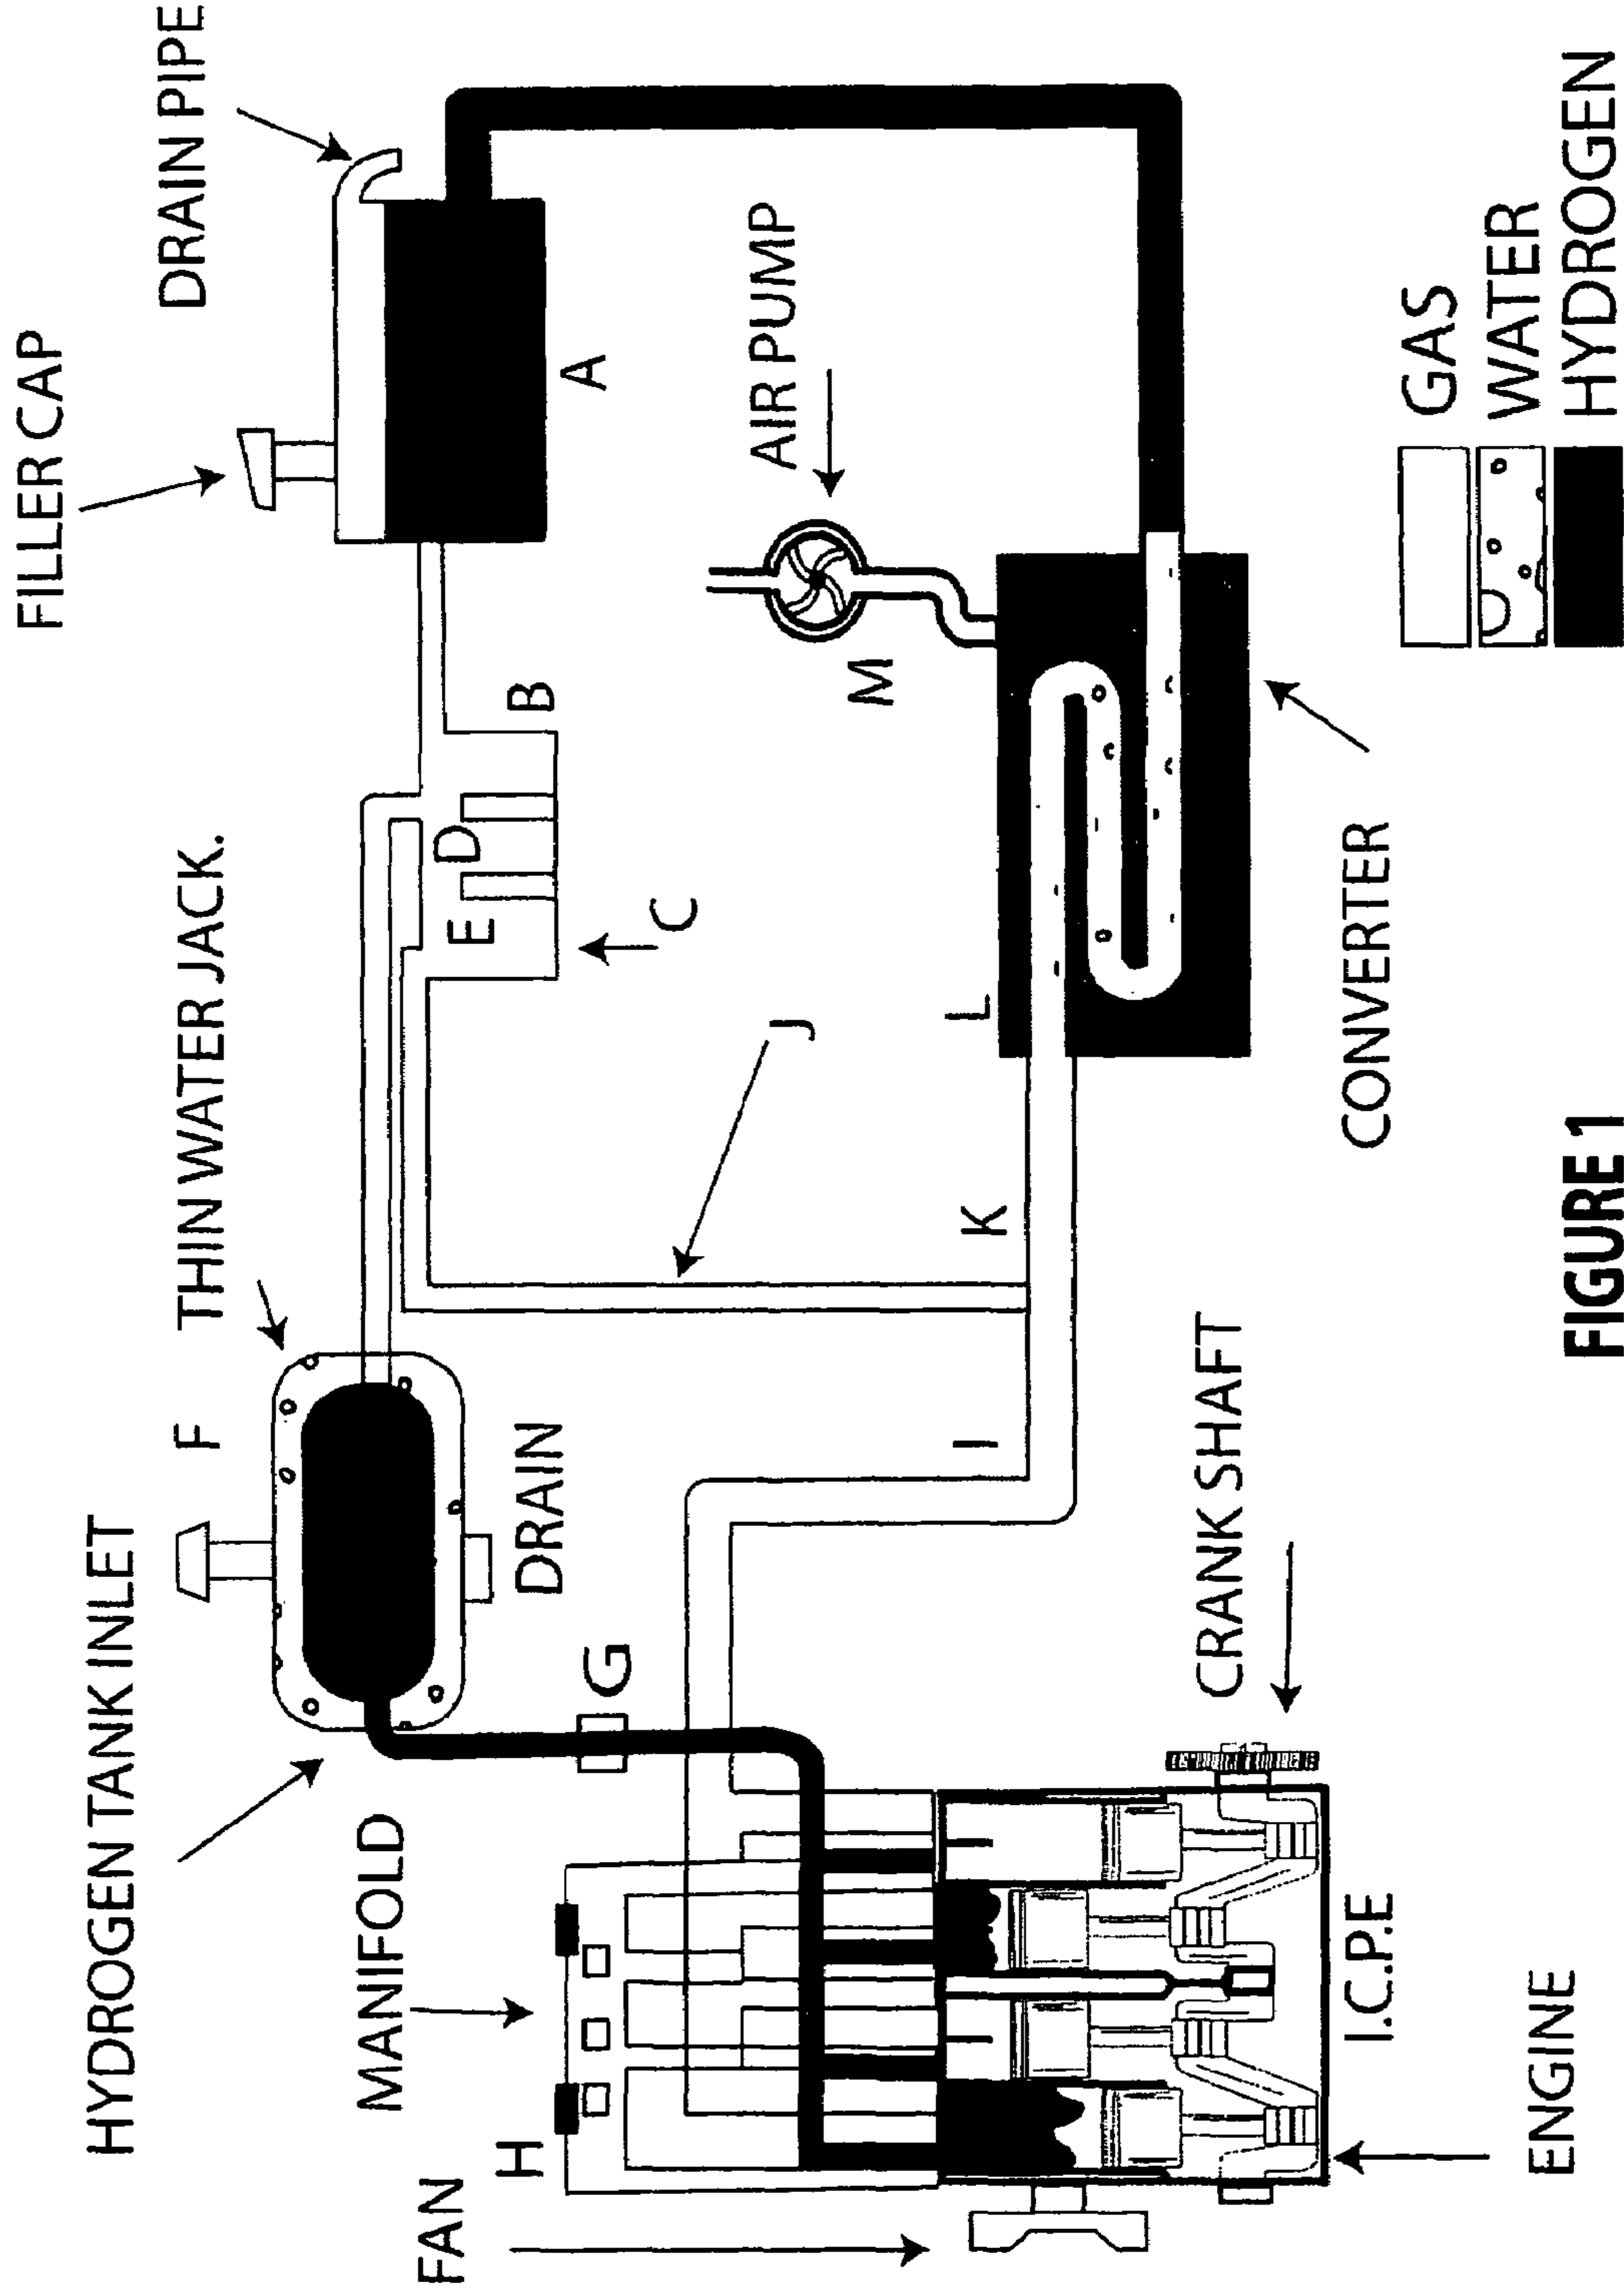 FILLER CAP
DRAIN PIPE
THIN WATER JACK.
HYDROGEN TANK INLET
F
A
AIR PUMP
B
D
E
C
M
DRAIN
G
MANIFOLD
H
FAN
J
L
K
I
CONVERTER
CRANK SHAFT
I.C.P.E
ENGINE
GAS
WATER
HYDROGEN
FIGURE 1